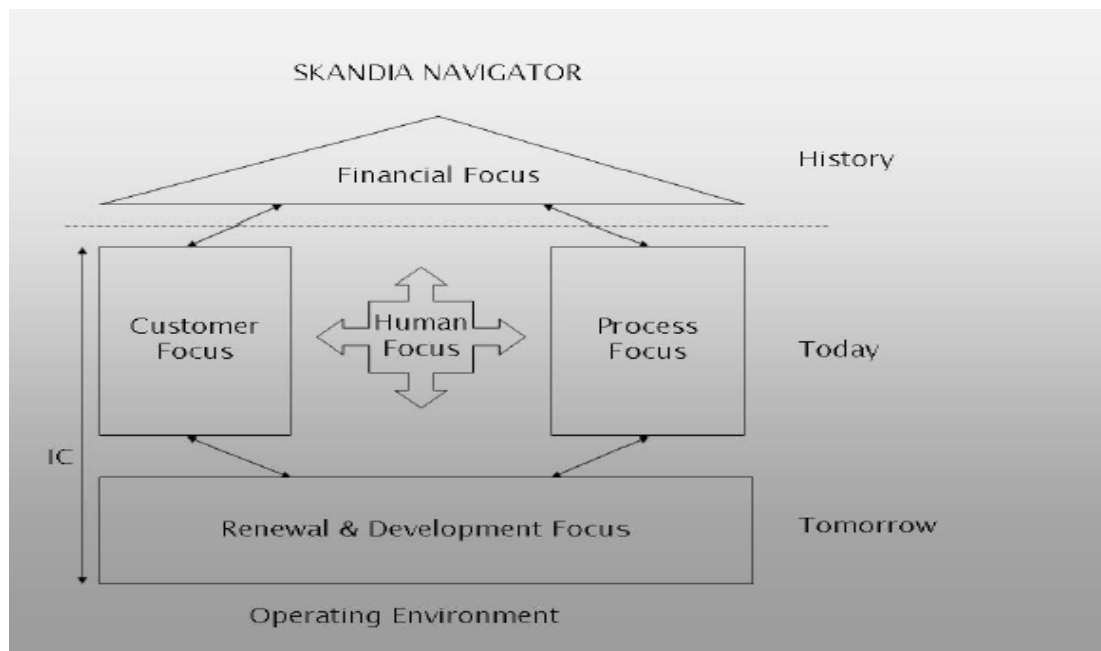 SKANDIA NAVIGATOR
History
Financial Focus
Customer
Focus
Human
Focus
Process
Focus
Today
IC
Renewal & Development Focus
Tomorrow
Operating Environment